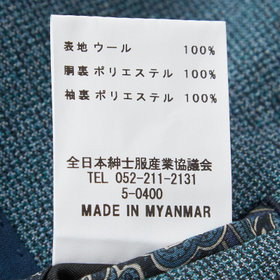 表地 ウール 100%
胴裏 ポリエステル 100%
袖裏 ポリエステル 100%
全日本紳士服産業協議会
TEL 052-211-2131
5-0400
MADE IN MYANMAR